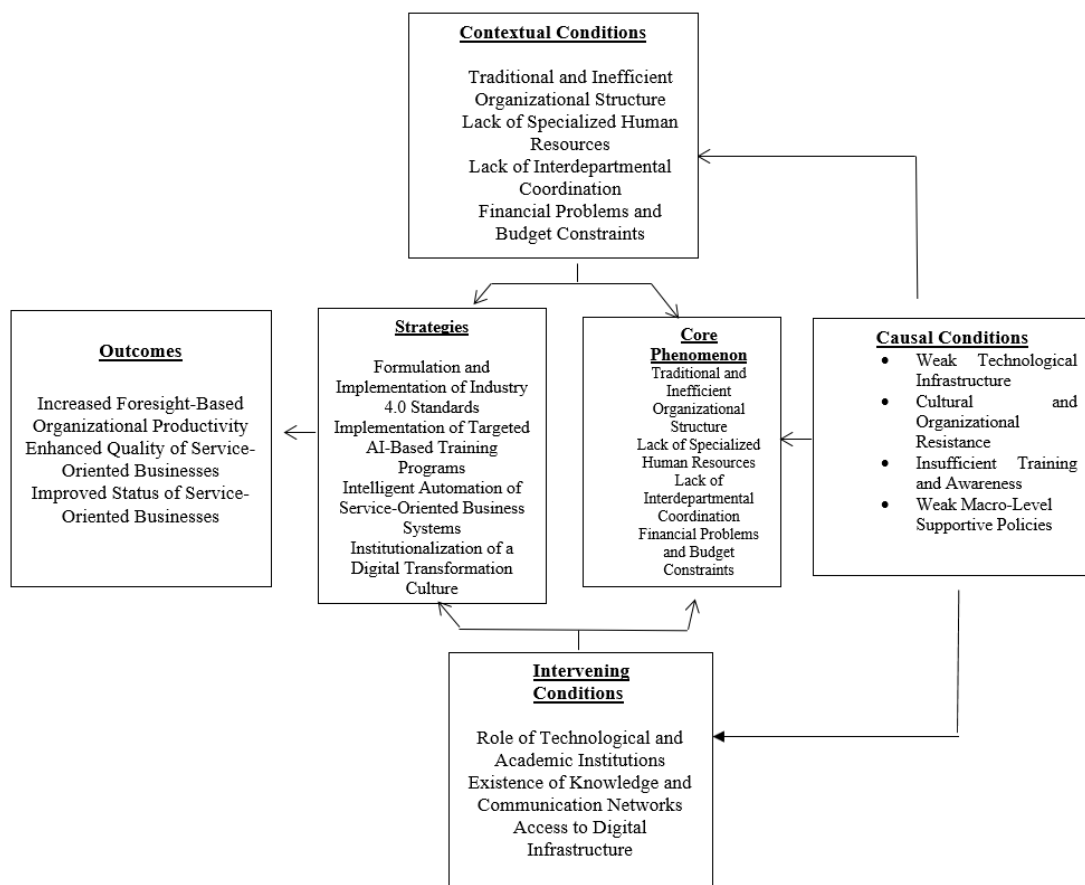 Contextual Conditions
Traditional and Inefficient
Organizational Structure
Lack of Specialized Human
Resources
Lack of Interdepartmental
Coordination
Financial Problems and
Budget Constraints
Outcomes
Increased Foresight-Based
Organizational Productivity
Enhanced Quality of Service-
Oriented Businesses
Improved Status of Service-
Oriented Businesses
Strategies
Formulation and
Implementation of Industry
4.0 Standards
Implementation of Targeted
AI-Based Training
Programs
Intelligent Automation of
Service-Oriented Business
Systems
Institutionalization of a
Digital Transformation
Culture
Core
Phenomenon
Traditional and
Inefficient
Organizational
Structure
Lack of Specialized
Human Resources
Lack of
Interdepartmental
Coordination
Financial Problems
and Budget
Constraints
Causal Conditions
• Weak Technological
Infrastructure
• Cultural and
Organizational
Resistance
• Insufficient Training
and Awareness
• Weak Macro-Level
Supportive Policies
Intervening
Conditions
Role of Technological and
Academic Institutions
Existence of Knowledge and
Communication Networks
Access to Digital
Infrastructure